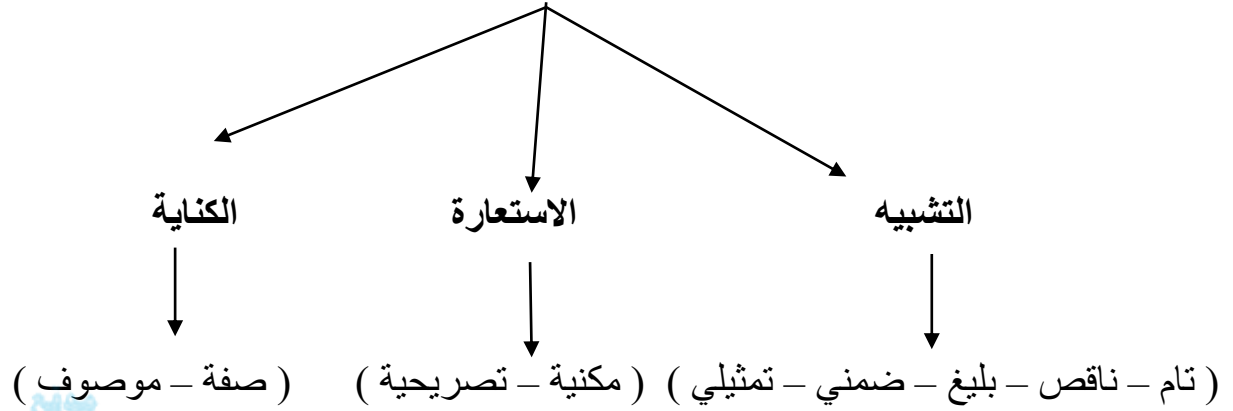 التشبيه الاستعارة الكناية
( تام – ناقص – بليغ – ضمني – تمثيلي ) ( مكنية – تصريحية ) ( صفة – موصوف )